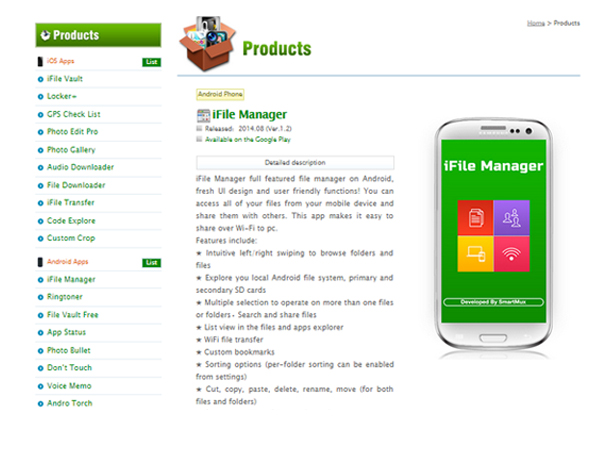 Products
iOS Apps List
iFile Vault
Locker+
GPS Check List
Photo Edit Pro
Photo Gallery
Audio Downloader
File Downloader
iFile Transfer
Code Explore
Custom Crop
Android Apps List
iFile Manager
Ringtoner
File Vault Free
App Status
Photo Bullet
Don't Touch
Voice Memo
Andro Torch
Products
Home > Products
Android Phone
iFile Manager
Released: 2014.08 (Ver.1.2)
Available on the Google Play
Detailed description
iFile Manager full featured file manager on Android,
fresh UI design and user friendly functions! You can
access all of your files from your mobile device and
share them with others. This app makes it easy to
share over Wi-Fi to pc.
Features include:
★ Intuitive left/right swiping to browse folders and
files
★ Explore you local Android file system, primary and
secondary SD cards
★ Multiple selection to operate on more than one files
or folders- Search and share files
★ List view in the files and apps explorer
★ WiFi file transfer
★ Custom bookmarks
★ Sorting options (per-folder sorting can be enabled
from settings)
★ Cut, copy, paste, delete, rename, move (for both
files and folders)
iFile Manager
Developed By SmartMux